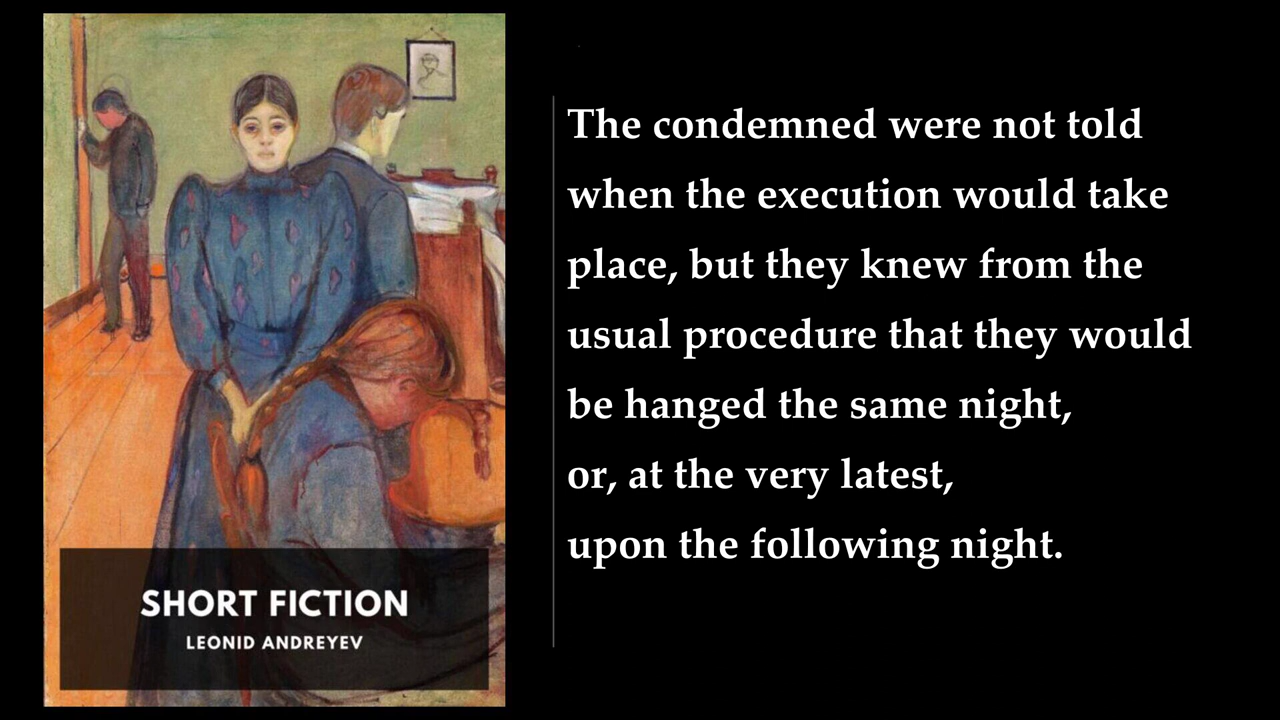 The condemned were not told
when the execution would take
place, but they knew from the
usual procedure that they would
be hanged the same night,
or, at the very latest,
upon the following night.
SHORT FICTION
LEONID ANDREYEV